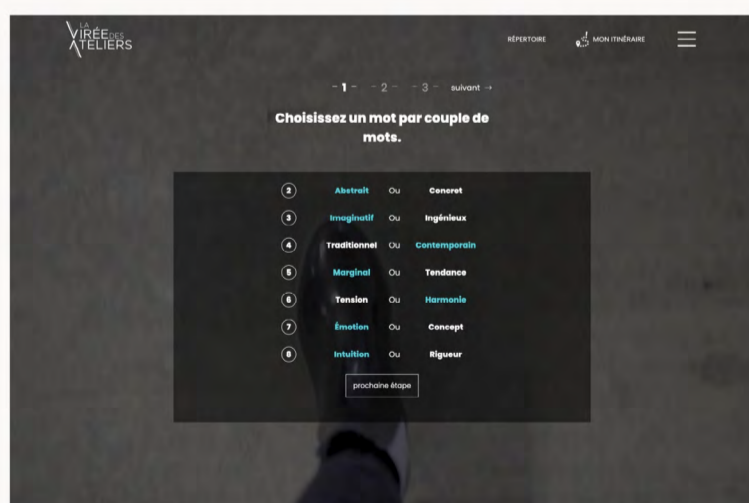 LA
VIRÉE DES
ATELIERS
RÉPERTOIRE
MON ITINÉRAIRE
- 1 - - 2 - - 3 - suivant →
Choisissez un mot par couple de
mots.
2 Abstrait Ou Concret
3 Imaginatif Ou Ingénieux
4 Traditionnel Ou Contemporain
5 Marginal Ou Tendance
6 Tension Ou Harmonie
7 Émotion Ou Concept
8 Intuition Ou Rigueur
prochaine étape